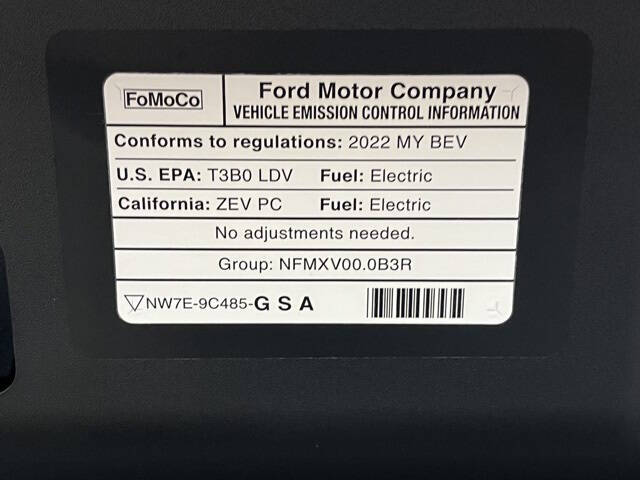 FoMoCo
Ford Motor Company
VEHICLE EMISSION CONTROL INFORMATION
Conforms to regulations: 2022 MY BEV
U.S. EPA: T3B0 LDV Fuel: Electric
California: ZEV PC Fuel: Electric
No adjustments needed.
Group: NFMXV00.0B3R
NW7E-9C485-GSA